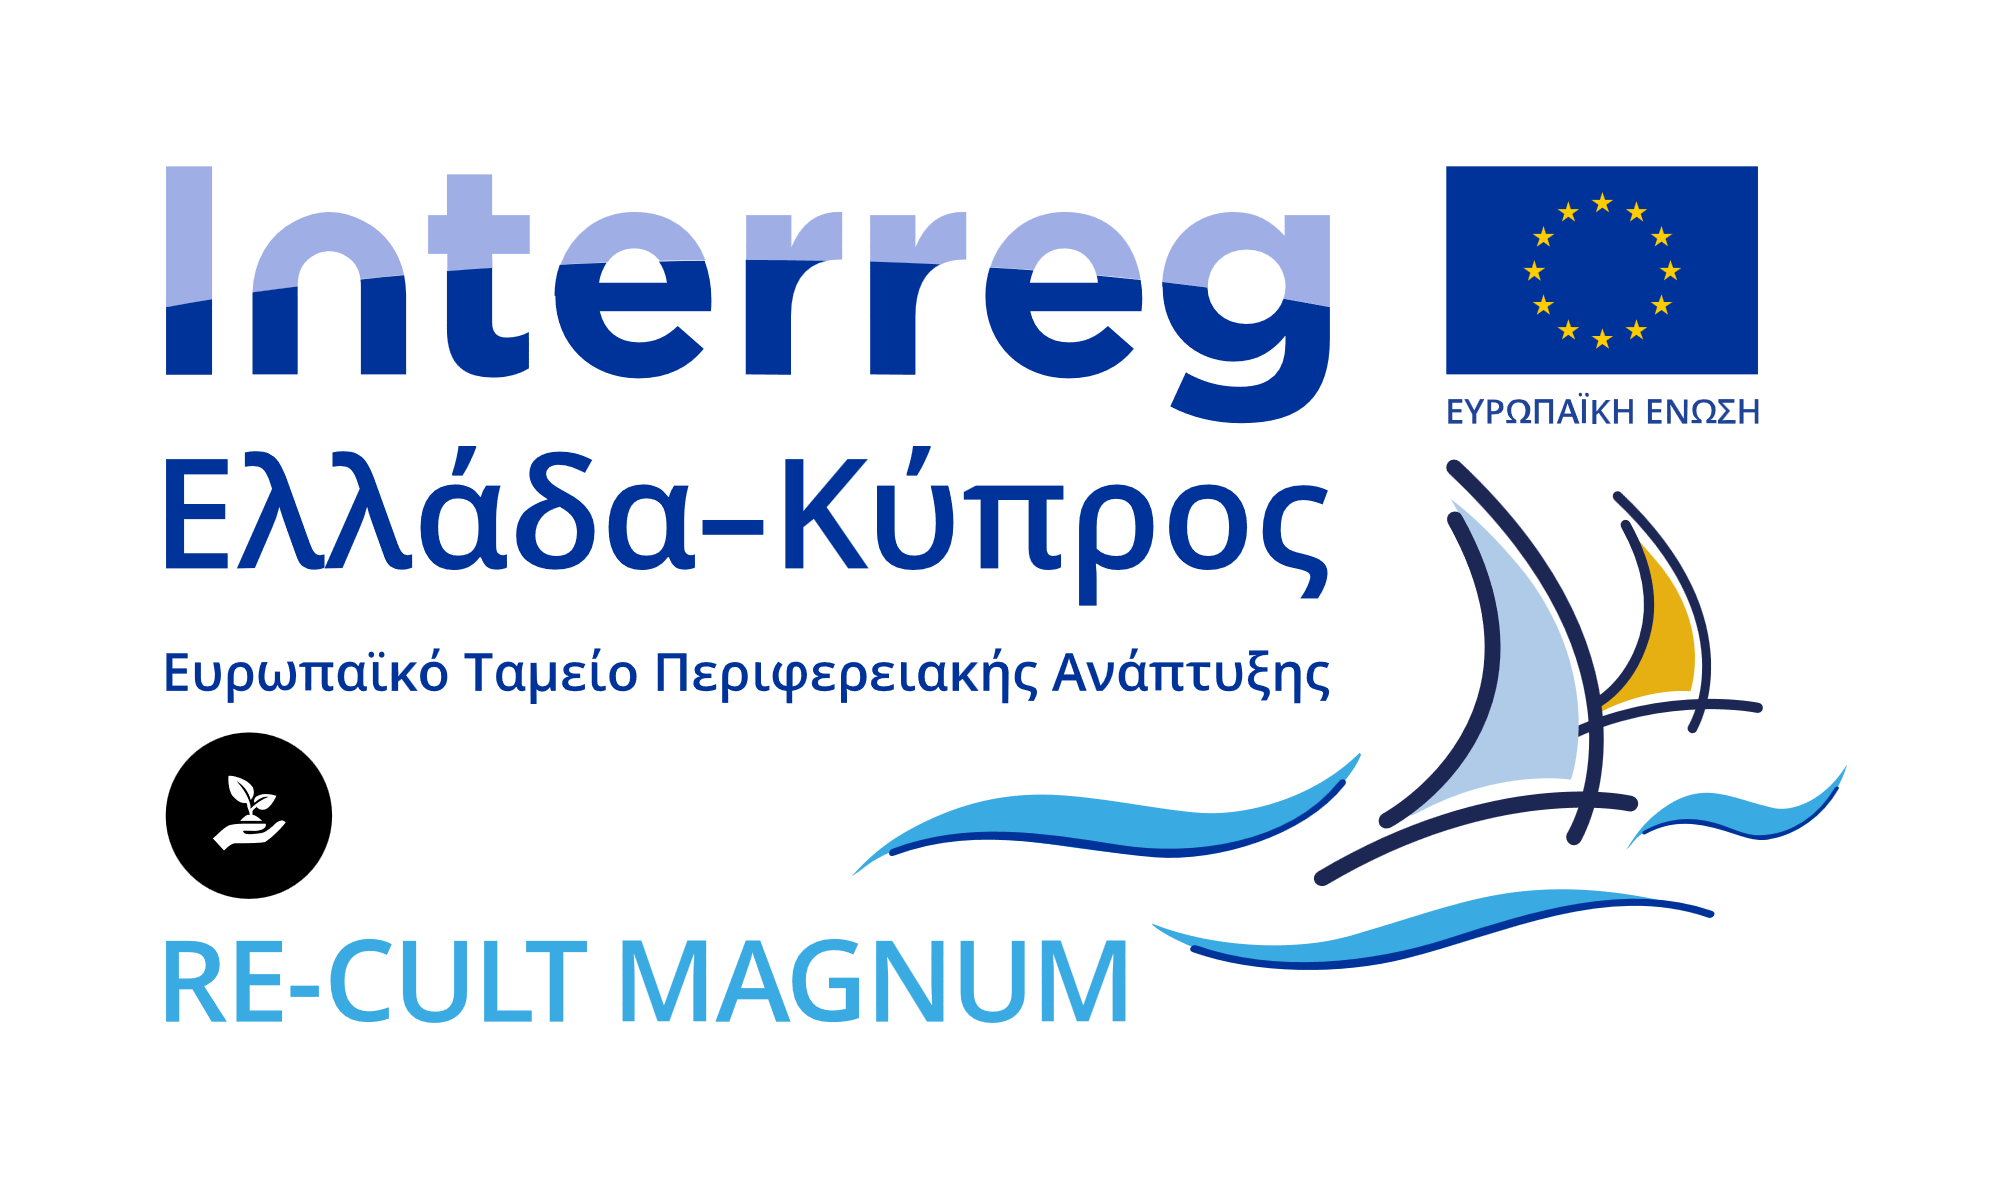 Interreg
ΕΥΡΩΠΑΪΚΗ ΕΝΩΣΗ
Ελλάδα–Κύπρος
Ευρωπαϊκό Ταμείο Περιφερειακής Ανάπτυξης
RE-CULT MAGNUM